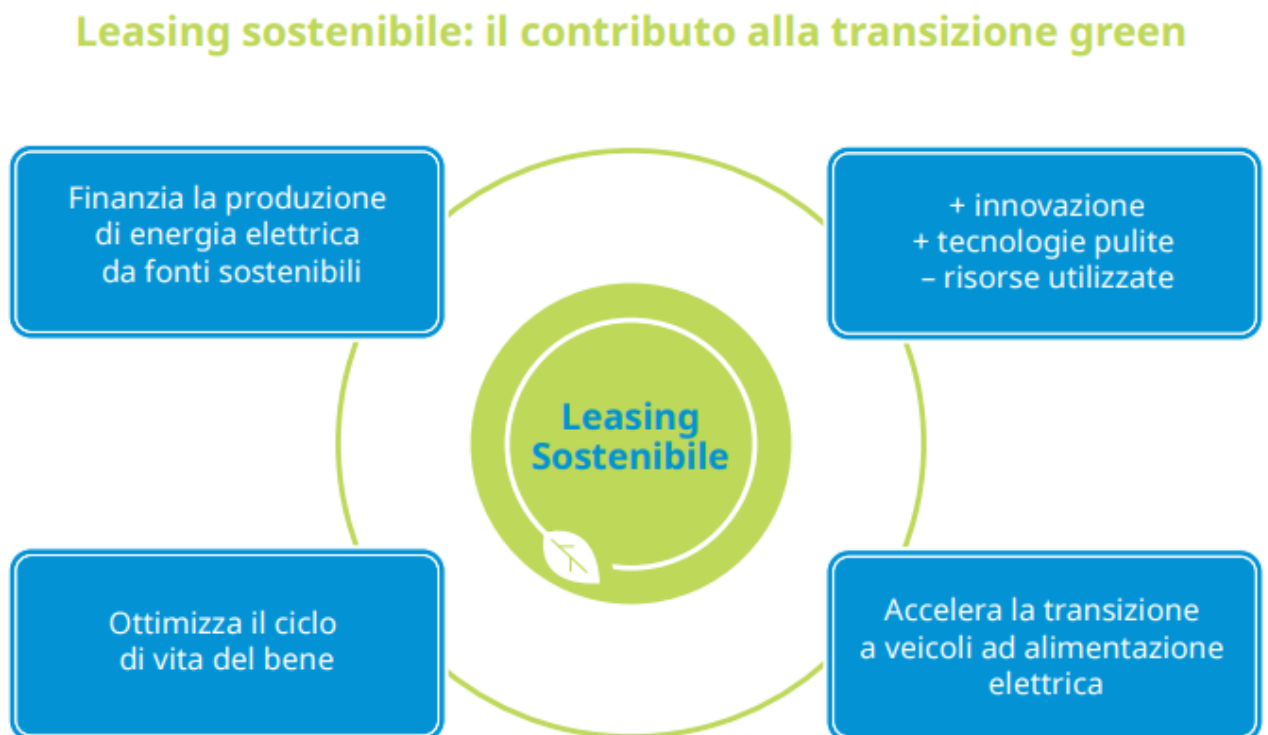 Leasing sostenibile: il contributo alla transizione green
Finanzia la produzione
di energia elettrica
da fonti sostenibili
+ innovazione
+ tecnologie pulite
– risorse utilizzate
Leasing
Sostenibile
Ottimizza il ciclo
di vita del bene
Accelera la transizione
a veicoli ad alimentazione
elettrica